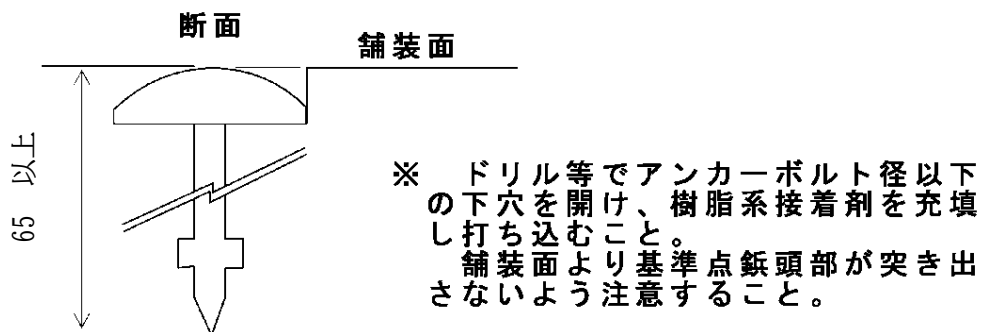 断面
舗装面
65 以上
※ ドリル等でアンカーボルト径以下
の下穴を開け、樹脂系接着剤を充填
し打ち込むこと。
舗装面より基準点鋲頭部が突き出
さないよう注意すること。